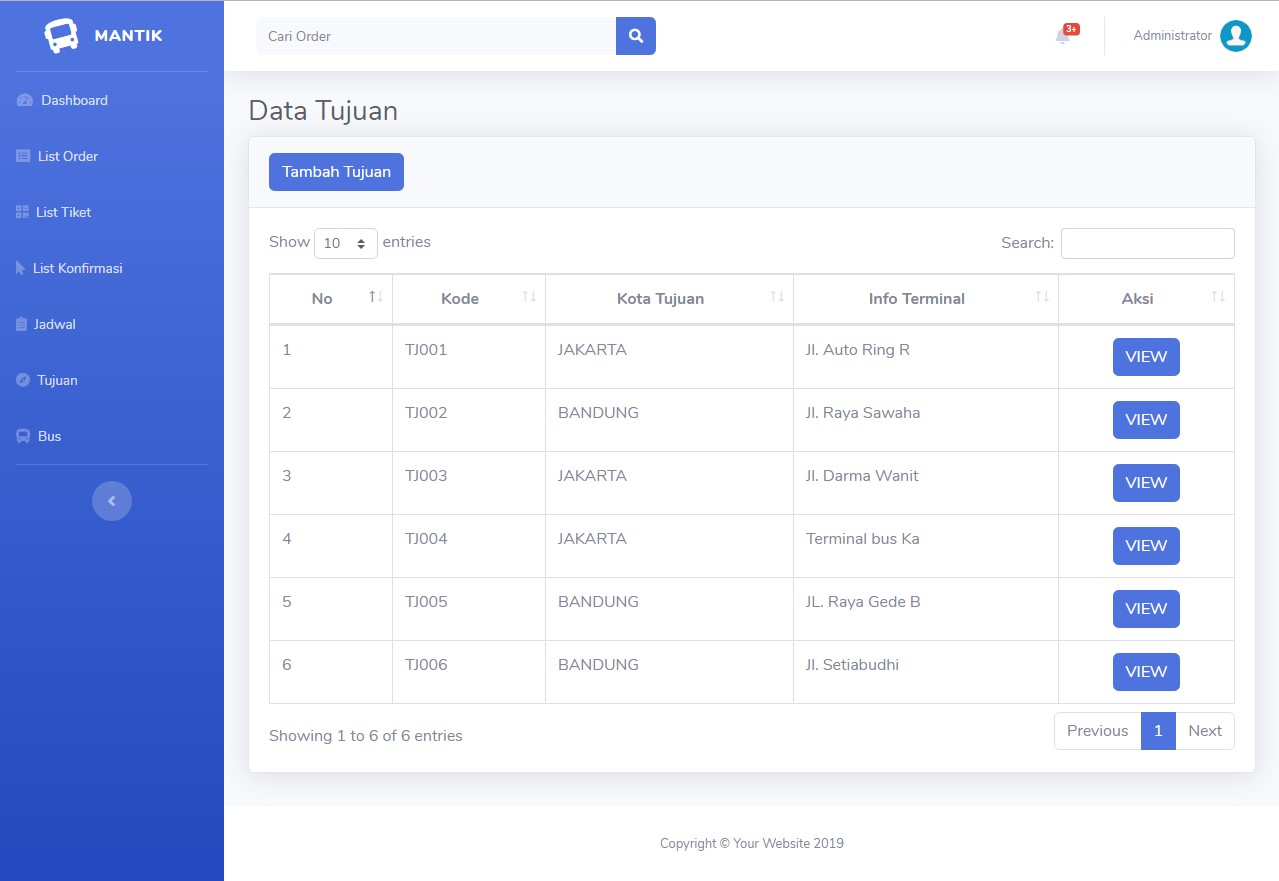 MANTIK
Cari Order
3+
Administrator
Dashboard
List Order
List Tiket
List Konfirmasi
Jadwal
Tujuan
Bus
Data Tujuan
Tambah Tujuan
Show 10 entries
Search:
No Kode Kota Tujuan Info Terminal Aksi
1 TJ001 JAKARTA Jl. Auto Ring R VIEW
2 TJ002 BANDUNG Jl. Raya Sawaha VIEW
3 TJ003 JAKARTA Jl. Darma Wanit VIEW
4 TJ004 JAKARTA Terminal bus Ka VIEW
5 TJ005 BANDUNG JL. Raya Gede B VIEW
6 TJ006 BANDUNG Jl. Setiabudhi VIEW
Showing 1 to 6 of 6 entries
Previous 1 Next
Copyright © Your Website 2019